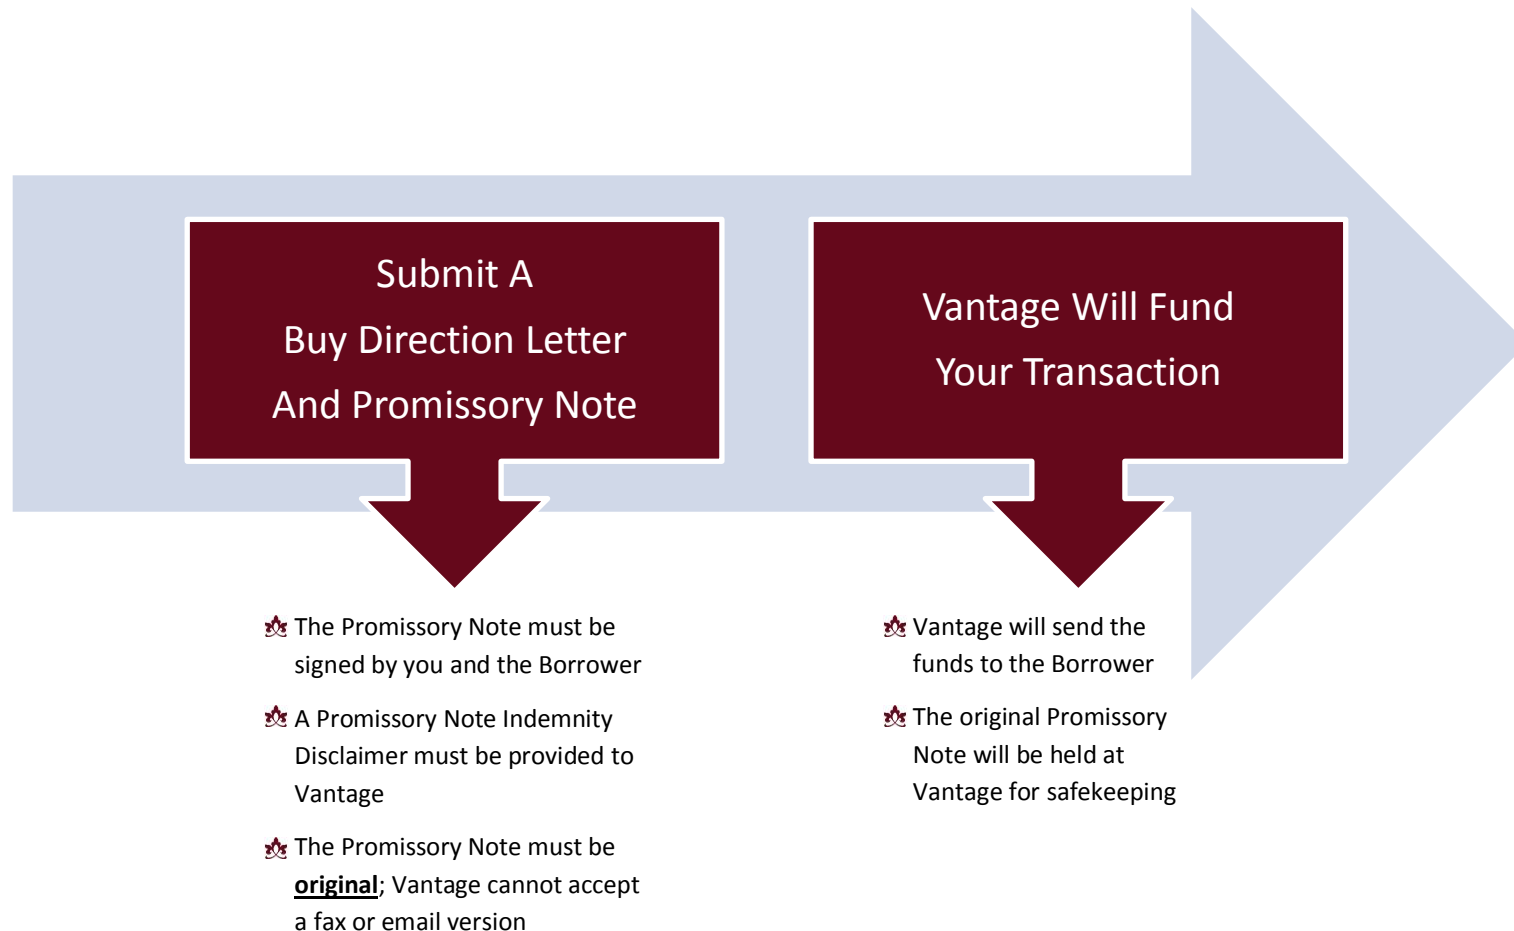 Submit A
Buy Direction Letter
And Promissory Note
Vantage Will Fund
Your Transaction
The Promissory Note must be
signed by you and the Borrower
A Promissory Note Indemnity
Disclaimer must be provided to
Vantage
The Promissory Note must be
original; Vantage cannot accept
a fax or email version
Vantage will send the
funds to the Borrower
The original Promissory
Note will be held at
Vantage for safekeeping